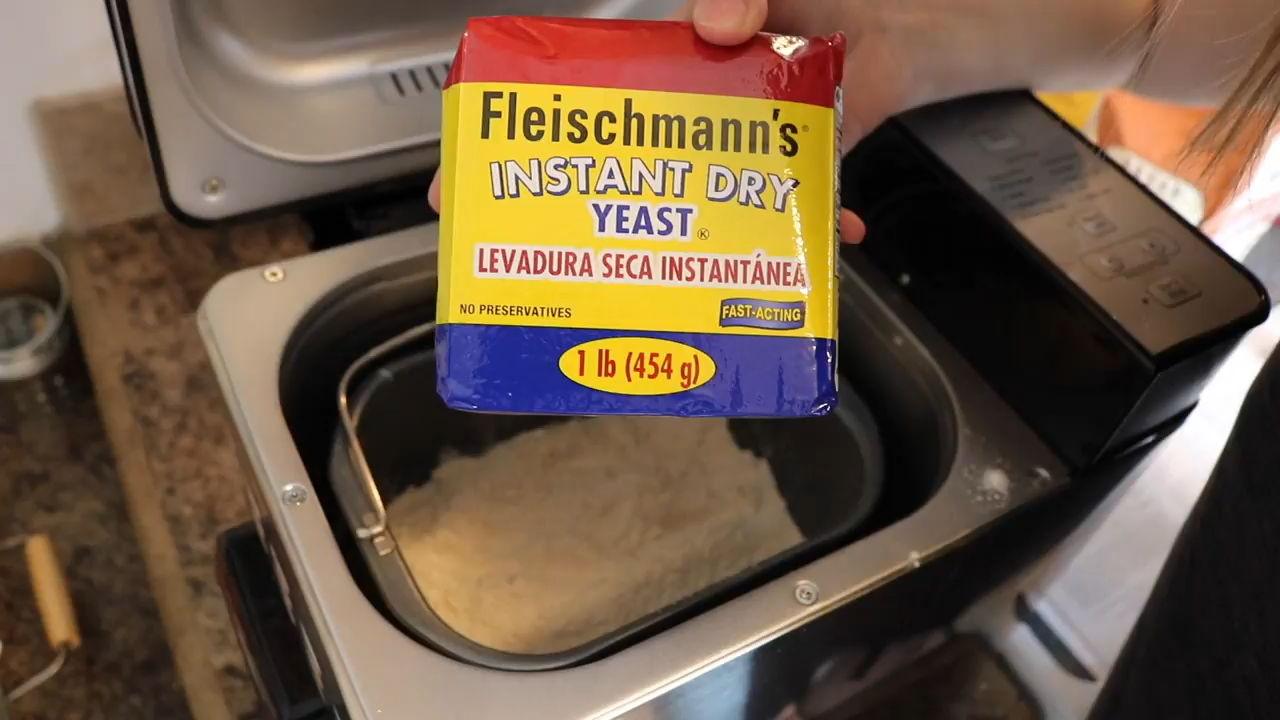 Fleischmann's®
INSTANT DRY
YEAST Ⓚ
LEVADURA SECA INSTANTÁNEA
NO PRESERVATIVES
FAST-ACTING
1 lb (454 g)